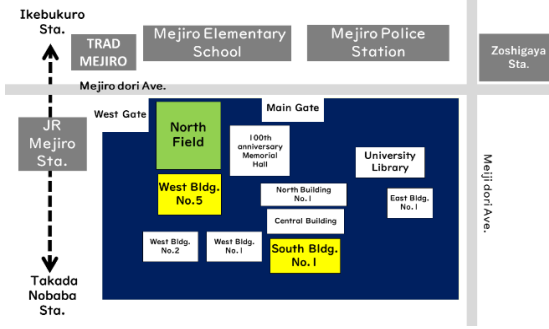 Ikebukuro
Sta.
TRAD
MEJIRO
Mejiro Elementary
School
Mejiro Police
Station
Zoshigaya
Sta.
Mejiro dori Ave.
West Gate
Main Gate
JR
Mejiro
Sta.
North
Field
100th
anniversary
Memorial
Hall
University
Library
Meiji dori Ave.
West Bldg.
No.5
North Building
No.1
East Bldg.
No.1
Central Building
West Bldg.
No.2
West Bldg.
No.1
South Bldg.
No.1
Takada
Nobaba
Sta.